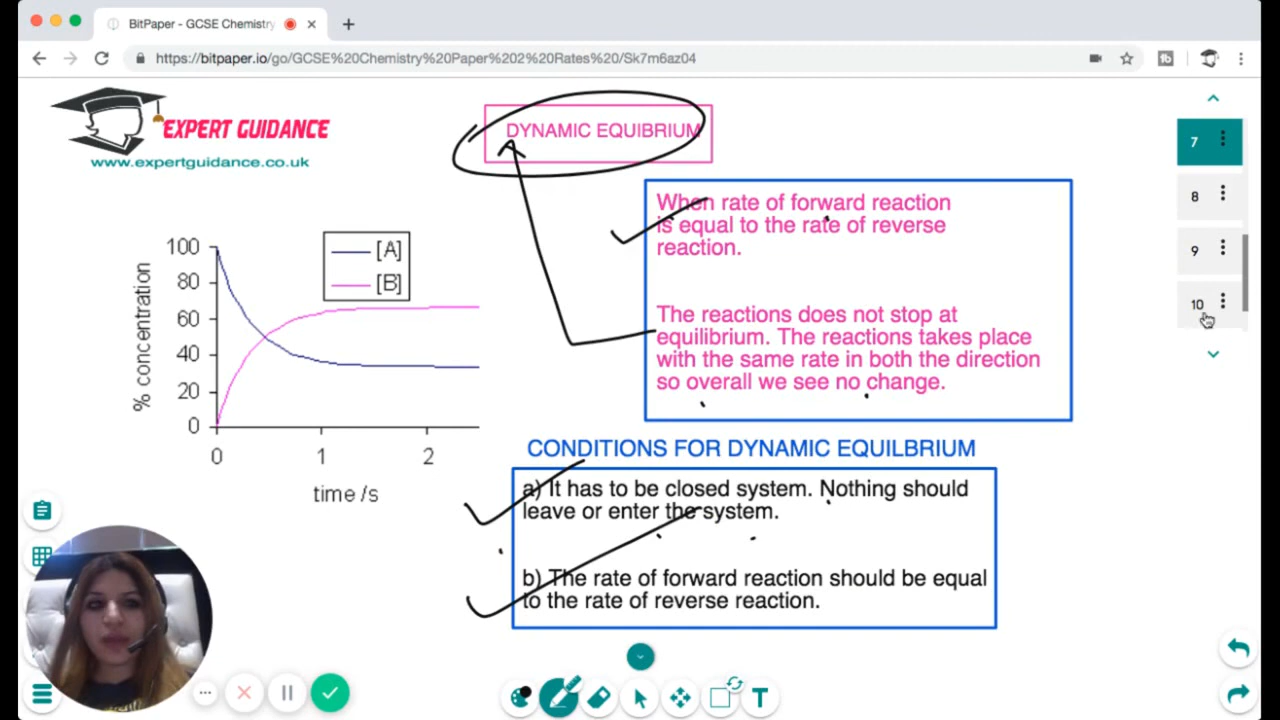 BitPaper - GCSE Chemistry
https://bitpaper.io/go/GCSE%20Chemistry%20Paper%202%20Rates%20/Sk7m6az04
EXPERT GUIDANCE
www.expertguidance.co.uk
DYNAMIC EQUIBRIUM
When rate of forward reaction
is equal to the rate of reverse
reaction.
The reactions does not stop at
equilibrium. The reactions takes place
with the same rate in both the direction
so overall we see no change.
[A]
[B]
% concentration
100
80
60
40
20
0
0 1 2
time /s
CONDITIONS FOR DYNAMIC EQUILBRIUM
a) It has to be closed system. Nothing should
leave or enter the system.
b) The rate of forward reaction should be equal
to the rate of reverse reaction.
7
8
9
10
T